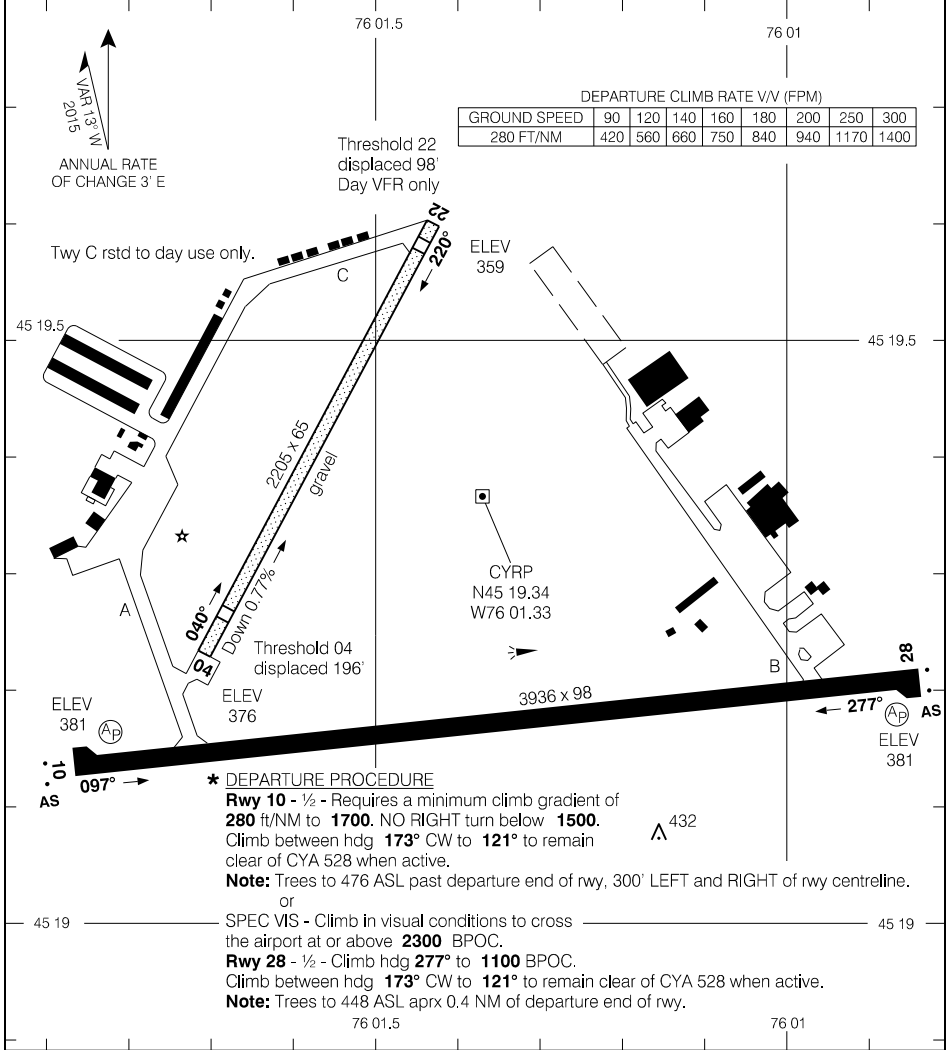 76 01.5
76 01
VAR 13° W
2015
ANNUAL RATE
OF CHANGE 3' E
DEPARTURE CLIMB RATE V/V (FPM)
GROUND SPEED 90 120 140 160 180 200 250 300
280 FT/NM 420 560 660 750 840 940 1170 1400
Threshold 22
displaced 98'
Day VFR only
Twy C rstd to day use only.
22
220°
ELEV
359
C
45 19.5
45 19.5
2205 x 65
gravel
CYRP
N45 19.34
W76 01.33
A
040°
Down 0.77%
04
Threshold 04
displaced 196'
ELEV
376
B
28
3936 x 98
277°
AP
AS
ELEV
381
ELEV
381
AP
10
097°
AS
* DEPARTURE PROCEDURE
Rwy 10 - ½ - Requires a minimum climb gradient of
280 ft/NM to 1700. NO RIGHT turn below 1500.
Climb between hdg 173° CW to 121° to remain
clear of CYA 528 when active.
432
Note: Trees to 476 ASL past departure end of rwy, 300' LEFT and RIGHT of rwy centreline.
or
45 19
SPEC VIS - Climb in visual conditions to cross
45 19
the airport at or above 2300 BPOC.
Rwy 28 - ½ - Climb hdg 277° to 1100 BPOC.
Climb between hdg 173° CW to 121° to remain clear of CYA 528 when active.
Note: Trees to 448 ASL aprx 0.4 NM of departure end of rwy.
76 01.5
76 01